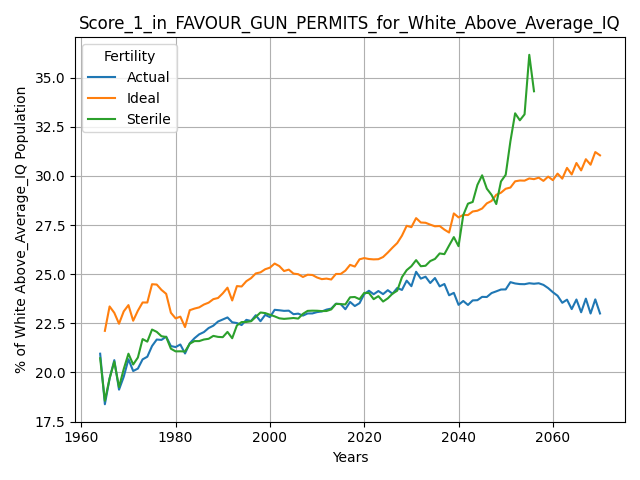 Score_1_in_FAVOUR_GUN_PERMITS_for_White_Above_Average_IQ
Fertility
Actual
Ideal
Sterile
% of White Above_Average_IQ Population
35.0
32.5
30.0
27.5
25.0
22.5
20.0
17.5
1960
1980
2000
2020
2040
2060
Years